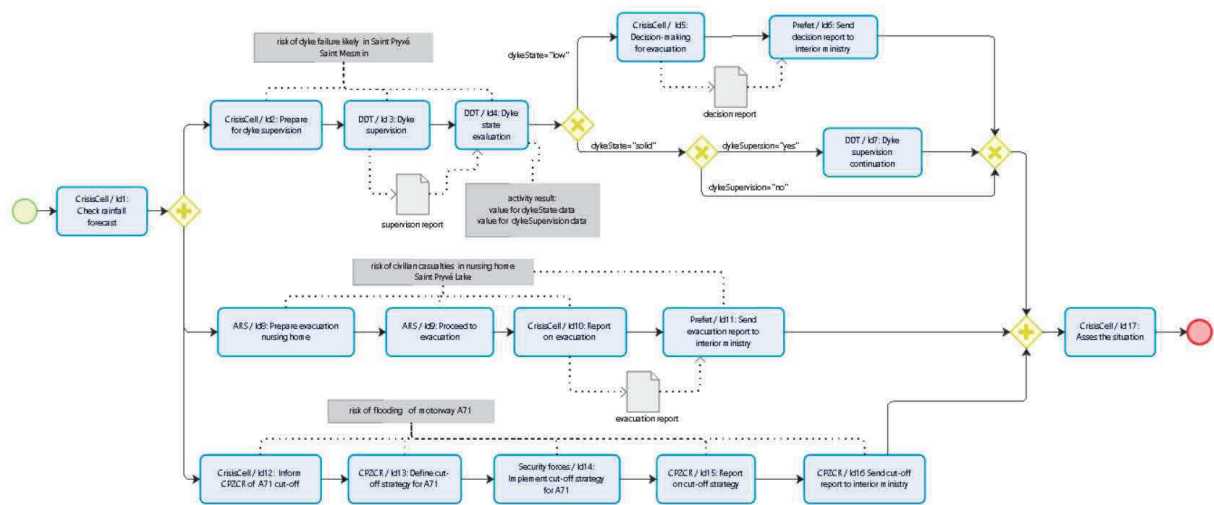 risk of dyke failure likely in Saint Pryvé
Saint Mesmin
CrisisCell / Id5:
Decision-making
for evacuation
Prefet / Id6: Send
decision report to
interior ministry
dykeState="low"
decision report
CrisisCell / Id2: Prepare
for dyke supervision
DDT / Id 3: Dyke
supervision
DDT / Id4: Dyke
state
evaluation
dykeState="solid"
dykeSupersion="yes"
DDT / Id7: Dyke
supervision
continuation
dykeSupervision="no"
supervison report
activity result:
value for dykeState data
value for dykeSupervision data
CrisisCell / Id1:
Check rainfall
forecast
risk of civilian casualties in nursing home
Saint Pryvé Lake
ARS / Id8: Prepare evacuation
nursing home
ARS / Id9: Proceed to
evacuation
CrisisCell / Id10: Report
on evacuation
Prefet / Id11: Send
evacuation report to
interior ministry
CrisisCell / Id17:
Asses the situation
evacuation report
risk of flooding of motorway A71
CrisisCell / Id12: Inform
CPZCR of A71 cut-off
CPZCR / Id13: Define cut-
off strategy for A71
Security forces / Id14:
Implement cut-off strategy
for A71
CPZCR / Id15: Report
on cut-off strategy
CPZCR / Id16 Send cut-off
report to interior ministry